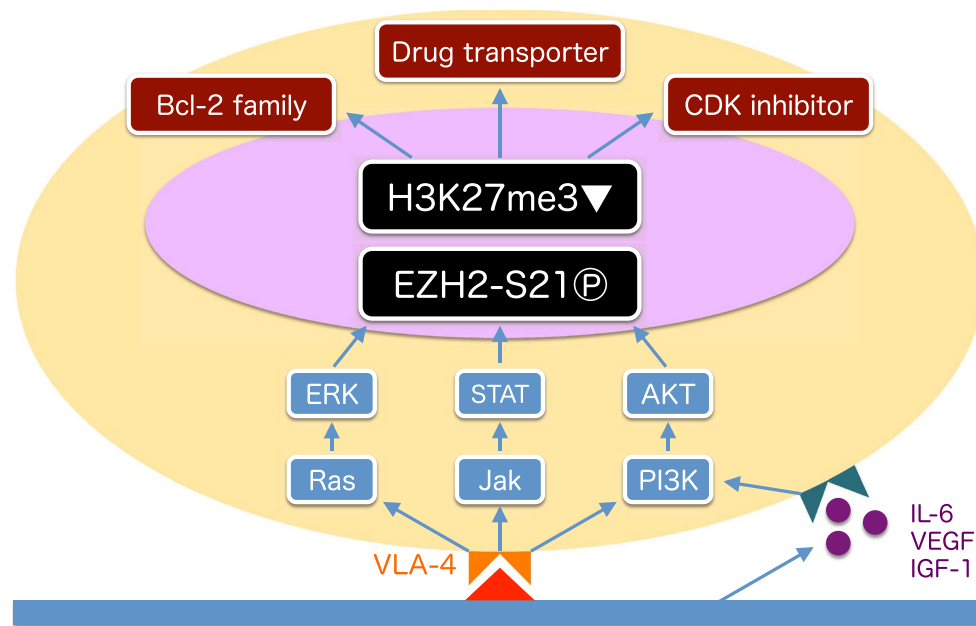 Drug transporter
Bcl-2 family
CDK inhibitor
H3K27me3▼
EZH2-S21Ⓟ
ERK
STAT
AKT
Ras
Jak
PI3K
VLA-4
IL-6
VEGF
IGF-1